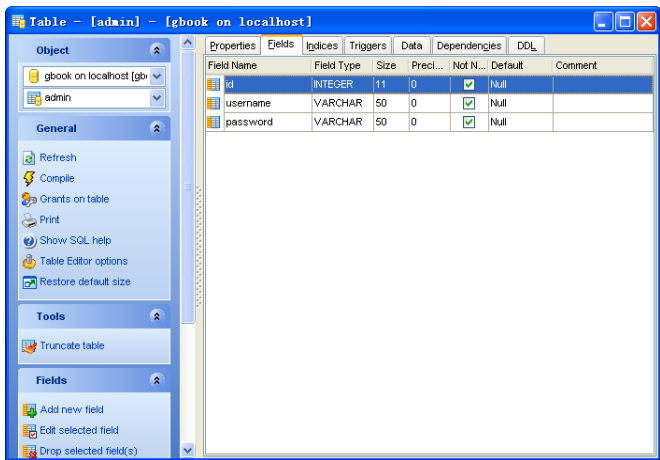 Table - [admin] - [gbook on localhost]
Object
gbook on localhost [gb
admin
General
Refresh
Compile
Grants on table
Print
Show SQL help
Table Editor options
Restore default size
Tools
Truncate table
Fields
Add new field
Edit selected field
Drop selected field(s)
Properties Fields Indices Triggers Data Dependencies DDL
Field Name Field Type Size Preci... Not N... Default Comment
id INTEGER 11 0 Null
username VARCHAR 50 0 Null
password VARCHAR 50 0 Null